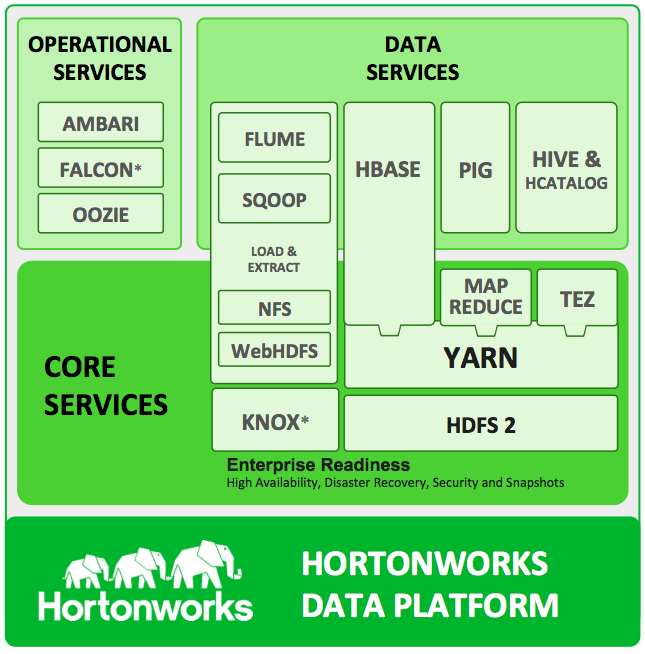 OPERATIONAL
SERVICES
AMBARI
FALCON*
OOZIE
DATA
SERVICES
FLUME
SQOOP
LOAD &
EXTRACT
NFS
WebHDFS
HBASE
PIG
HIVE &
HCATALOG
CORE
SERVICES
MAP
REDUCE
TEZ
YARN
KNOX*
HDFS 2
Enterprise Readiness
High Availability, Disaster Recovery, Security and Snapshots
Hortonworks
HORTONWORKS
DATA PLATFORM